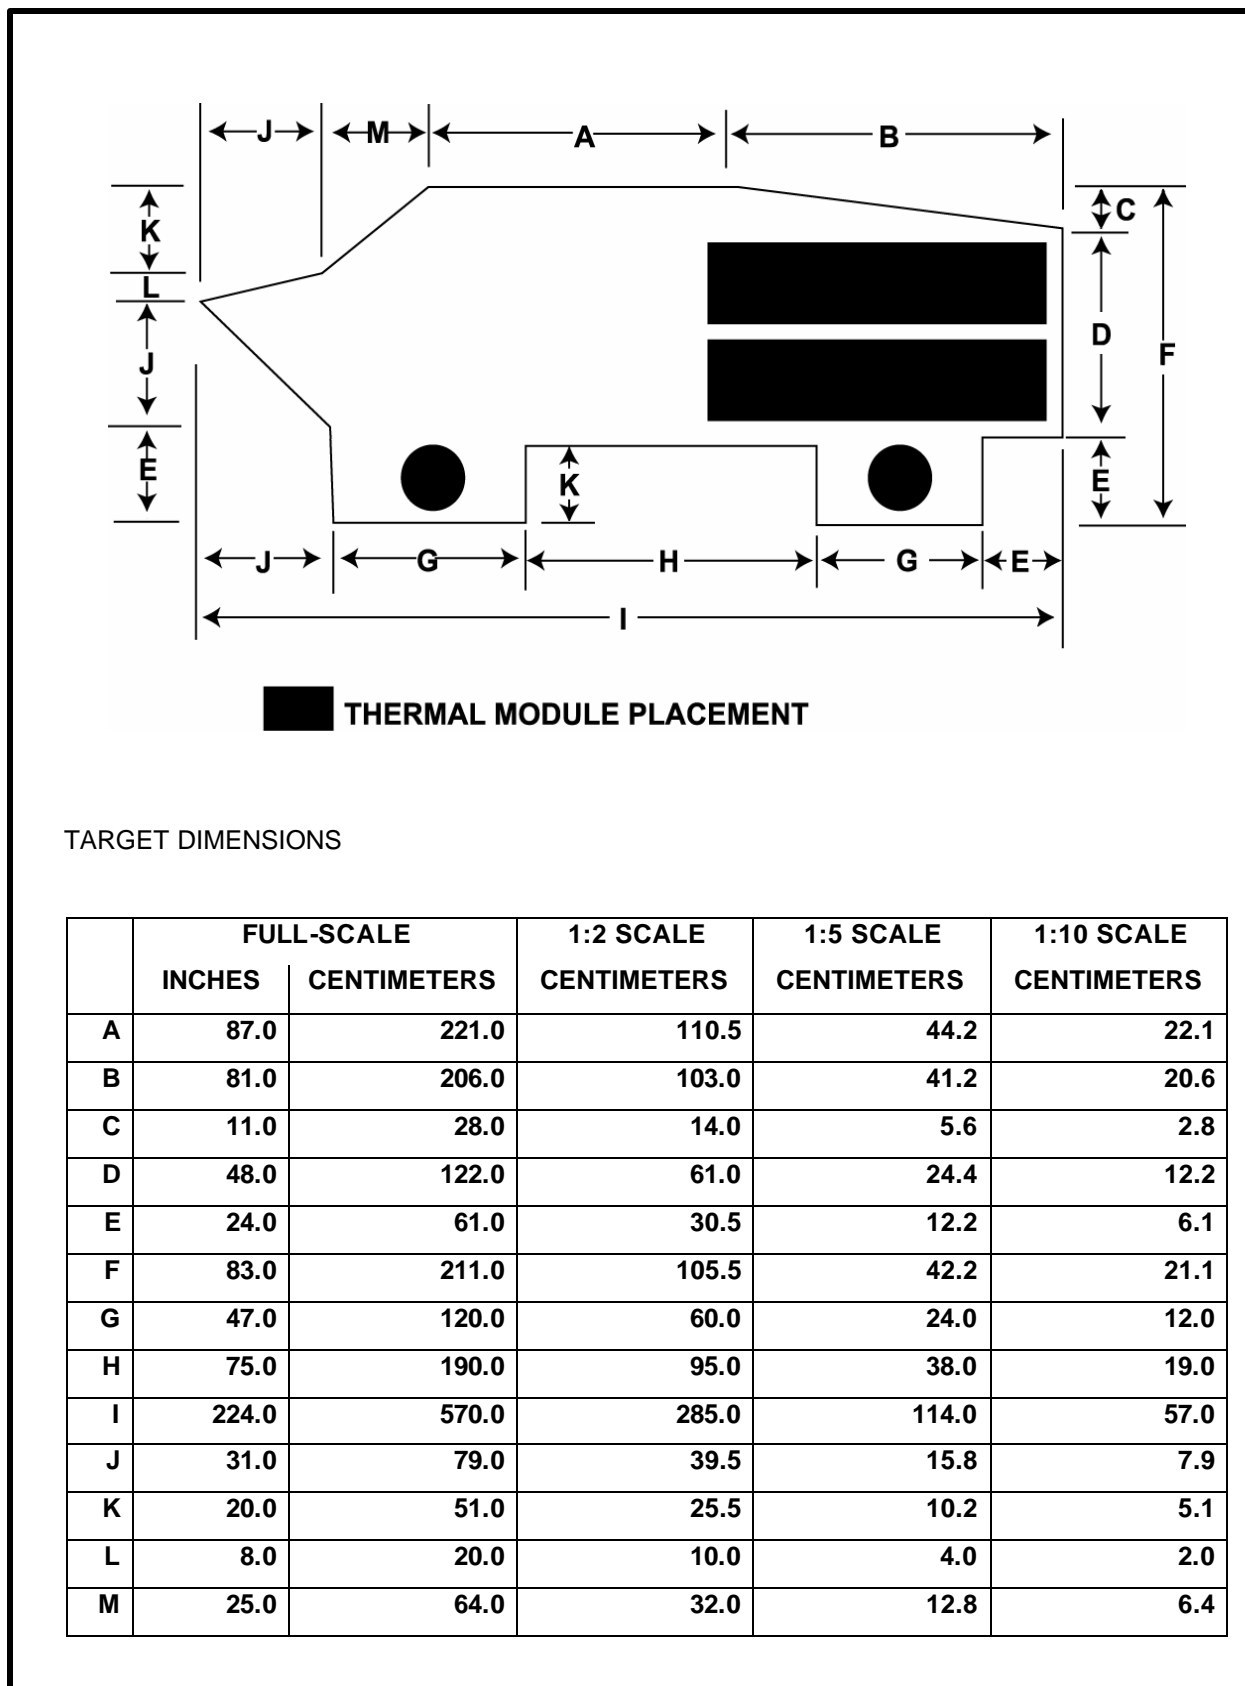 J M A B
K C
L
J D F
E K E
J G H G E
I
THERMAL MODULE PLACEMENT
TARGET DIMENSIONS
FULL-SCALE 1:2 SCALE 1:5 SCALE 1:10 SCALE
INCHES CENTIMETERS CENTIMETERS CENTIMETERS CENTIMETERS
A 87.0 221.0 110.5 44.2 22.1
B 81.0 206.0 103.0 41.2 20.6
C 11.0 28.0 14.0 5.6 2.8
D 48.0 122.0 61.0 24.4 12.2
E 24.0 61.0 30.5 12.2 6.1
F 83.0 211.0 105.5 42.2 21.1
G 47.0 120.0 60.0 24.0 12.0
H 75.0 190.0 95.0 38.0 19.0
I 224.0 570.0 285.0 114.0 57.0
J 31.0 79.0 39.5 15.8 7.9
K 20.0 51.0 25.5 10.2 5.1
L 8.0 20.0 10.0 4.0 2.0
M 25.0 64.0 32.0 12.8 6.4